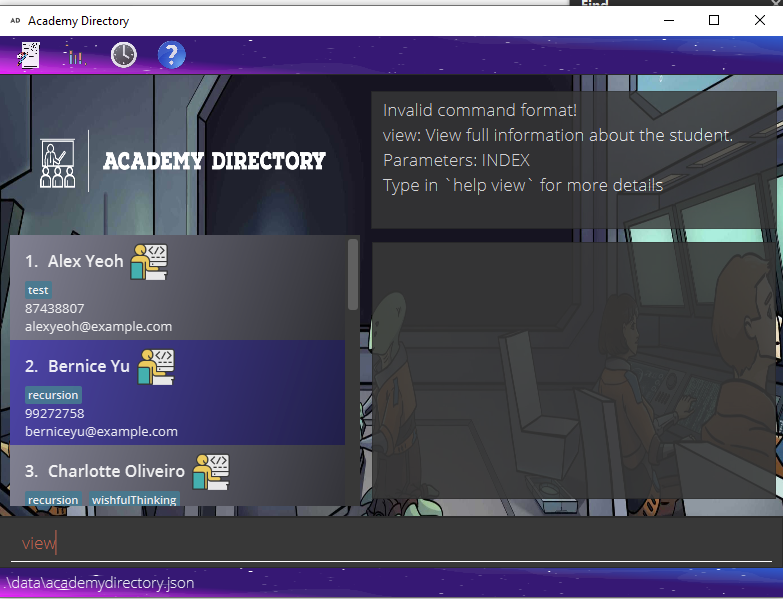 Find
AD Academy Directory
ACADEMY DIRECTORY
Invalid command format!
view: View full information about the student.
Parameters: INDEX
Type in `help view` for more details
1. Alex Yeoh
test
87438807
alexyeoh@example.com
2. Bernice Yu
recursion
99272758
berniceyu@example.com
3. Charlotte Oliveiro
recursion wishfulThinking
view
.\data\academydirectory.json